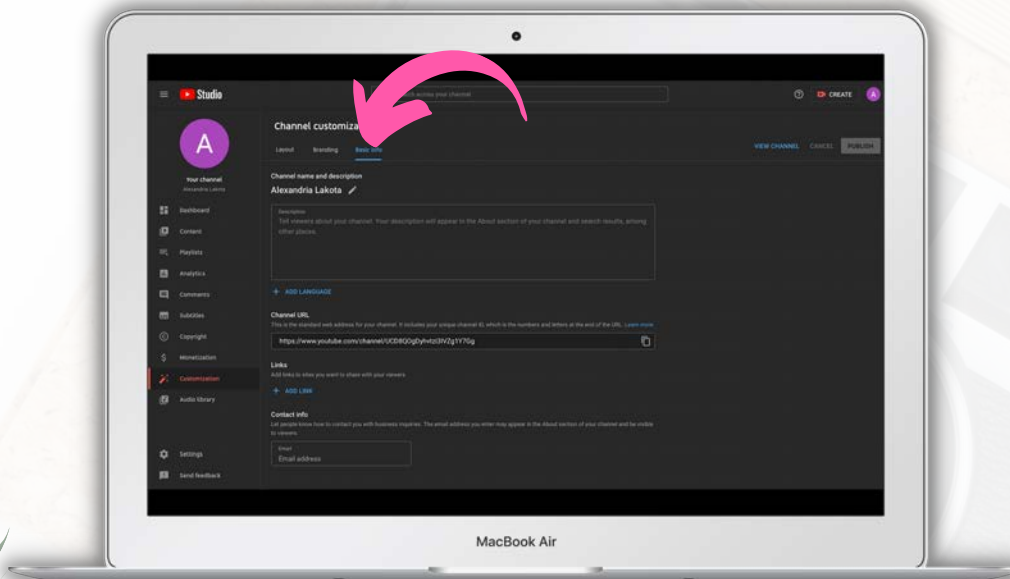 Studio
across your channel
CREATE
A
A
Channel customiza
VIEW CHANNEL
CANCEL
PUBLISH
Layout
Branding
Basic info
Your channel
Alexandria Lakota
Channel name and description
Alexandria Lakota
Dashboard
Content
Playlists
Analytics
Comments
Subtitles
Copyright
Monetization
Customization
Audio library
Settings
Send feedback
Description
Tell viewers about your channel. Your description will appear in the About section of your channel and search results, among
other places.
+ ADD LANGUAGE
Channel URL
This is the standard web address for your channel. It includes your unique channel ID, which is the numbers and letters at the end of the URL. Learn more
Links
Add links to sites you want to share with your viewers
+ ADD LINK
Contact info
Let people know how to contact you with business inquiries. The email address you enter may appear in the About section of your channel and be visible
to viewers.
Email
Email address
MacBook Air